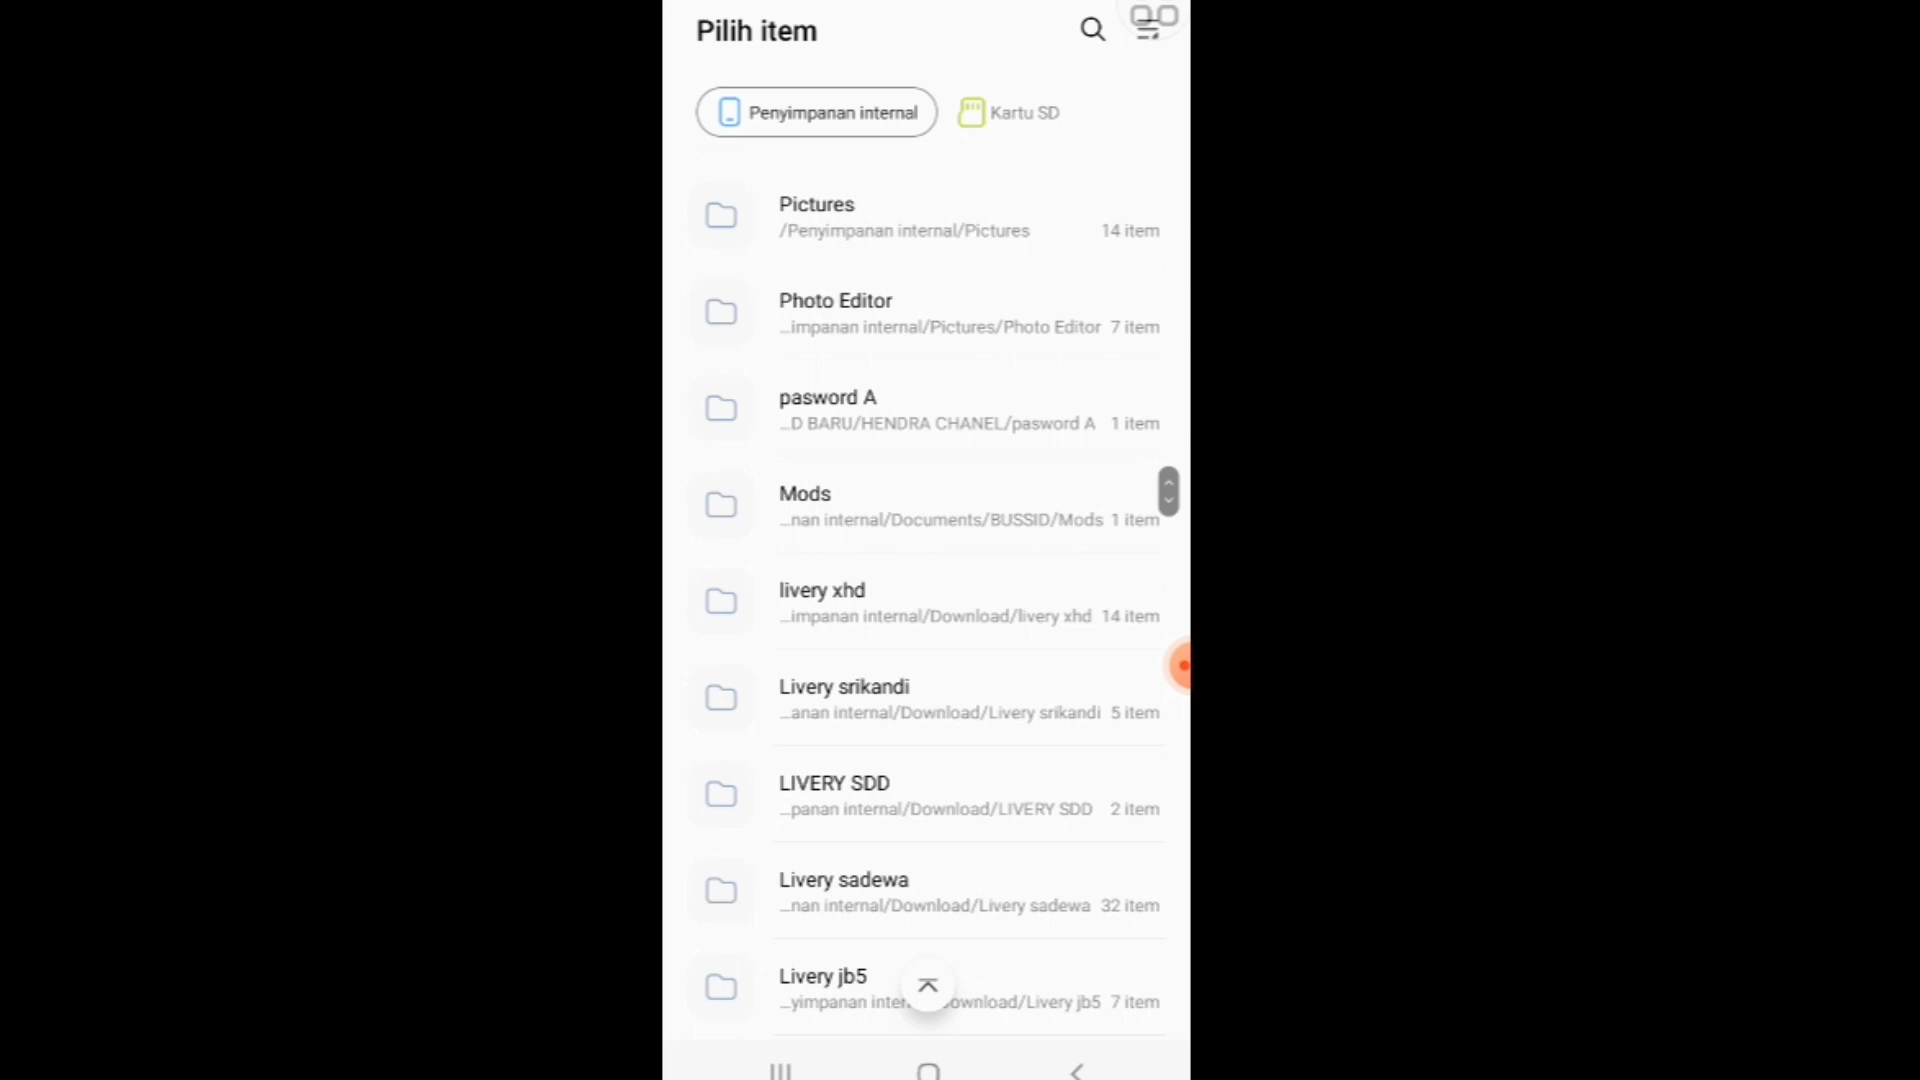 Pilih item
Penyimpanan internal
Kartu SD
Pictures
/Penyimpanan internal/Pictures 14 item
Photo Editor
...impanan internal/Pictures/Photo Editor 7 item
pasword A
...D BARU/HENDRA CHANEL/pasword A 1 item
Mods
...nan internal/Documents/BUSSID/Mods 1 item
livery xhd
...impanan internal/Download/livery xhd 14 item
Livery srikandi
...anan internal/Download/Livery srikandi 5 item
LIVERY SDD
...panan internal/Download/LIVERY SDD 2 item
Livery sadewa
...nan internal/Download/Livery sadewa 32 item
Livery jb5
...yimpanan inter ownload/Livery jb5 7 item